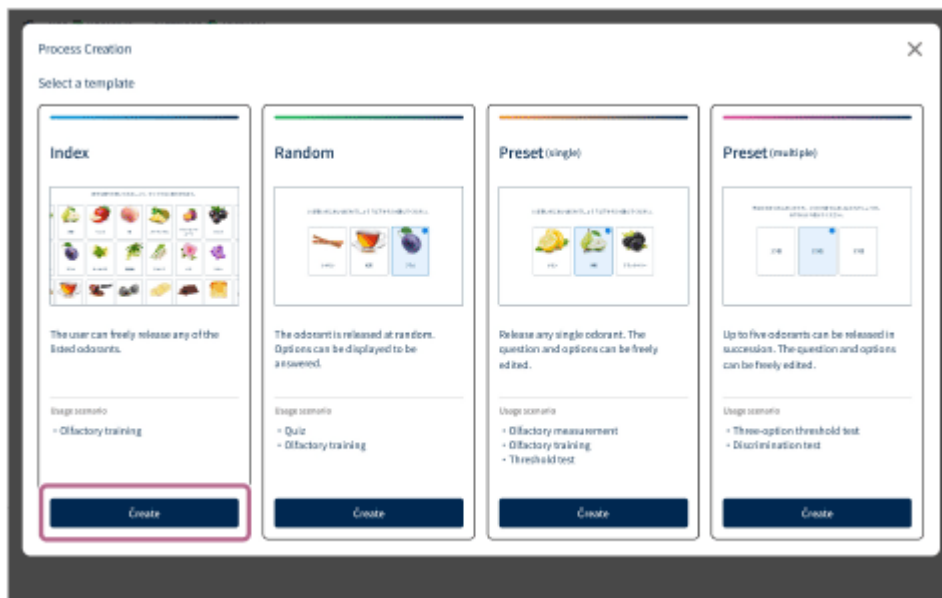 Process Creation
Select a template
Index
The user can freely release any of the
listed odorants.
Usage scenario
・Olfactory training
Create
Random
The odorant is released at random.
Options can be displayed to be
answered.
Usage scenario
・Quiz
・Olfactory training
Create
Preset (single)
Release any single odorant. The
question and options can be freely
edited.
Usage scenario
・Olfactory measurement
・Olfactory training
・Threshold test
Create
Preset (multiple)
Up to five odorants can be released in
succession. The question and options
can be freely edited.
Usage scenario
・Three-option threshold test
・Discrimination test
Create